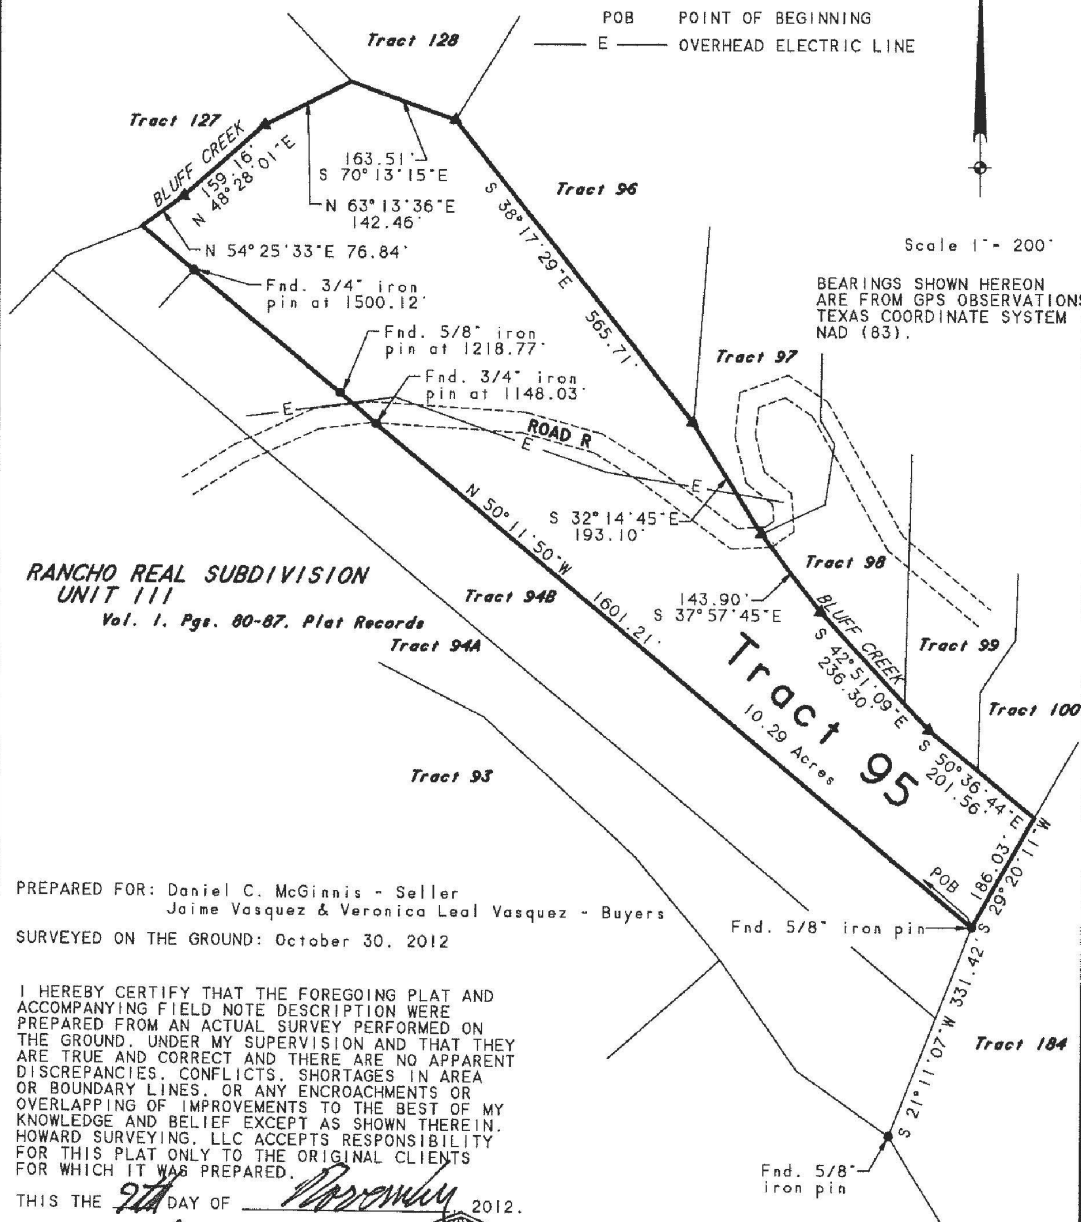 POB POINT OF BEGINNING
E OVERHEAD ELECTRIC LINE
Tract 128
Tract 127
BLUFF CREEK
159.16'
N 48°28'01"E
163.51'
S 70°13'15"E
N 63°13'36"E
142.46'
N 54°25'33"E 76.84'
Tract 96
S 38°17'29"E
565.71'
Scale 1"- 200'
BEARINGS SHOWN HEREON
ARE FROM GPS OBSERVATIONS
TEXAS COORDINATE SYSTEM
NAD (83).
Fnd. 3/4" iron
pin at 1500.12'
Fnd. 5/8" iron
pin at 1218.77'
Fnd. 3/4" iron
pin at 1148.03'
Tract 97
E
ROAD R
E
E
S 32°14'45"E
193.10'
N 50°11'50"W
1601.21'
RANCHO REAL SUBDIVISION
UNIT III
Vol. 1, Pgs. 80-87, Plat Records
Tract 94B
Tract 94A
Tract 98
143.90'
S 37°57'45"E
BLUFF CREEK
S 42°51'09"E
236.30'
Tract 99
Tract 100
Tract 95
10.29 Acres
S 50°36'44"E
201.56'
Tract 93
186.03'
S 29°20'11"W
POB
PREPARED FOR: Daniel C. McGinnis - Seller
Jaime Vasquez & Veronica Leal Vasquez - Buyers
Fnd. 5/8" iron pin
SURVEYED ON THE GROUND: October 30, 2012
S 21°11'07"W 331.42'
Tract 184
I HEREBY CERTIFY THAT THE FOREGOING PLAT AND
ACCOMPANYING FIELD NOTE DESCRIPTION WERE
PREPARED FROM AN ACTUAL SURVEY PERFORMED ON
THE GROUND, UNDER MY SUPERVISION AND THAT THEY
ARE TRUE AND CORRECT AND THERE ARE NO APPARENT
DISCREPANCIES, CONFLICTS, SHORTAGES IN AREA
OR BOUNDARY LINES, OR ANY ENCROACHMENTS OR
OVERLAPPING OF IMPROVEMENTS TO THE BEST OF MY
KNOWLEDGE AND BELIEF EXCEPT AS SHOWN THEREIN.
HOWARD SURVEYING, LLC ACCEPTS RESPONSIBILITY
FOR THIS PLAT ONLY TO THE ORIGINAL CLIENTS
FOR WHICH IT WAS PREPARED.
Fnd. 5/8"
iron pin
THIS THE 9th DAY OF November, 2012.